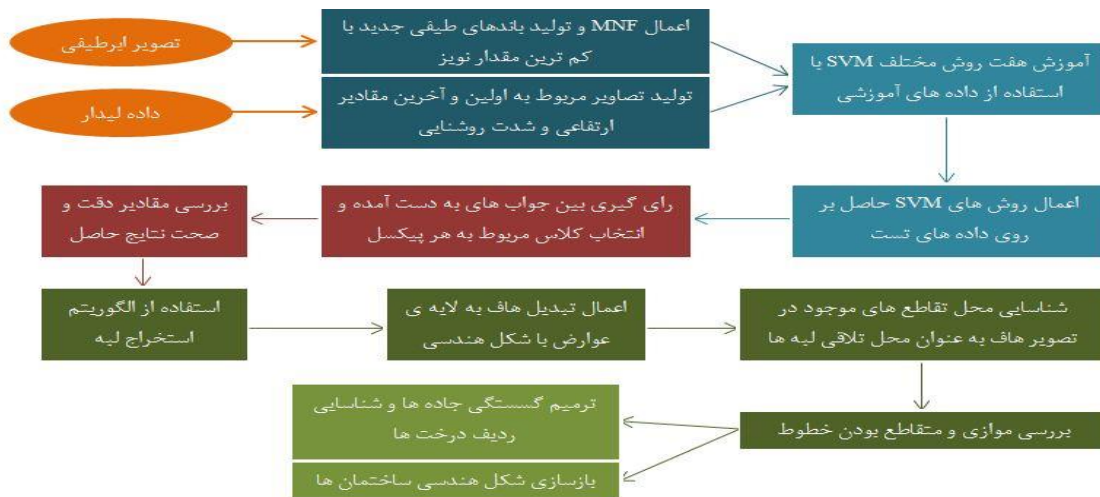 تصویر ابرطیفی
اعمال MNF و تولید باندهای طیفی جدید با
کم ترین مقدار نویز
داده لیدار
تولید تصاویر مربوط به اولین و آخرین مقادیر
ارتفاعی و شدت روشنایی
آموزش هفت روش مختلف SVM با
استفاده از داده های آموزشی
اعمال روش های SVM حاصل بر
روی داده های تست
رای گیری بین جواب های به دست آمده و
انتخاب کلاس مربوط به هر پیکسل
بررسی مقادیر دقت و
صحت نتایج حاصل
استفاده از الگوریتم
استخراج لبه
اعمال تبدیل هاف به لایه ی
عوارض با شکل هندسی
شناسایی محل تقاطع های موجود در
تصویر هاف به عنوان محل تلاقی لبه ها
بررسی موازی و متقاطع بودن خطوط
ترمیم گسستگی جاده ها و شناسایی
ردیف درخت ها
بازسازی شکل هندسی ساختمان ها